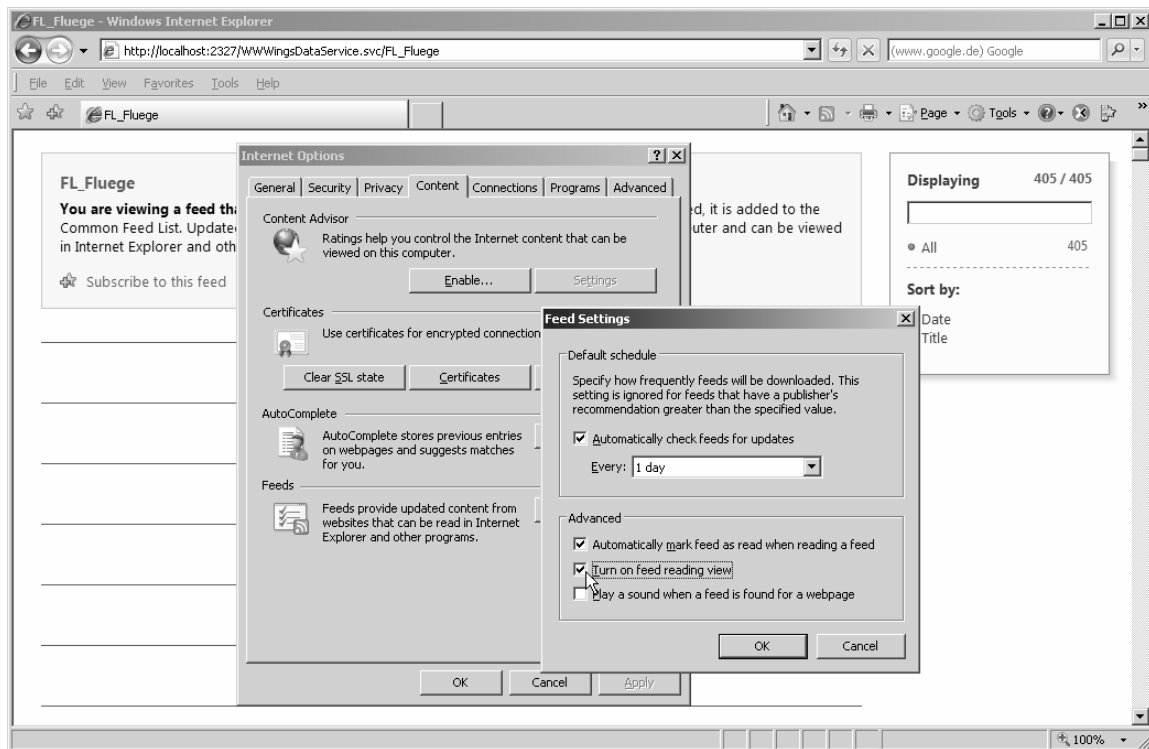 FL_Fluege - Windows Internet Explorer
http://localhost:2327/WWWingsDataService.svc/FL_Fluege
(www.google.de) Google
File Edit View Favorites Tools Help
FL_Fluege
Page Tools »
FL_Fluege
You are viewing a feed tha
Common Feed List. Update
in Internet Explorer and oth
ed, it is added to the
uter and can be viewed
Subscribe to this feed
Displaying 405 / 405
All 405
Sort by:
Date
Title
Internet Options
General Security Privacy Content Connections Programs Advanced
Content Advisor
Ratings help you control the Internet content that can be
viewed on this computer.
Enable... Settings
Certificates
Use certificates for encrypted connection
Clear SSL state Certificates
AutoComplete
AutoComplete stores previous entries
on webpages and suggests matches
for you.
Feeds
Feeds provide updated content from
websites that can be read in Internet
Explorer and other programs.
OK Cancel Apply
Feed Settings
Default schedule
Specify how frequently feeds will be downloaded. This
setting is ignored for feeds that have a publisher's
recommendation greater than the specified value.
Automatically check feeds for updates
Every: 1 day
Advanced
Automatically mark feed as read when reading a feed
Turn on feed reading view
Play a sound when a feed is found for a webpage
OK Cancel
100%